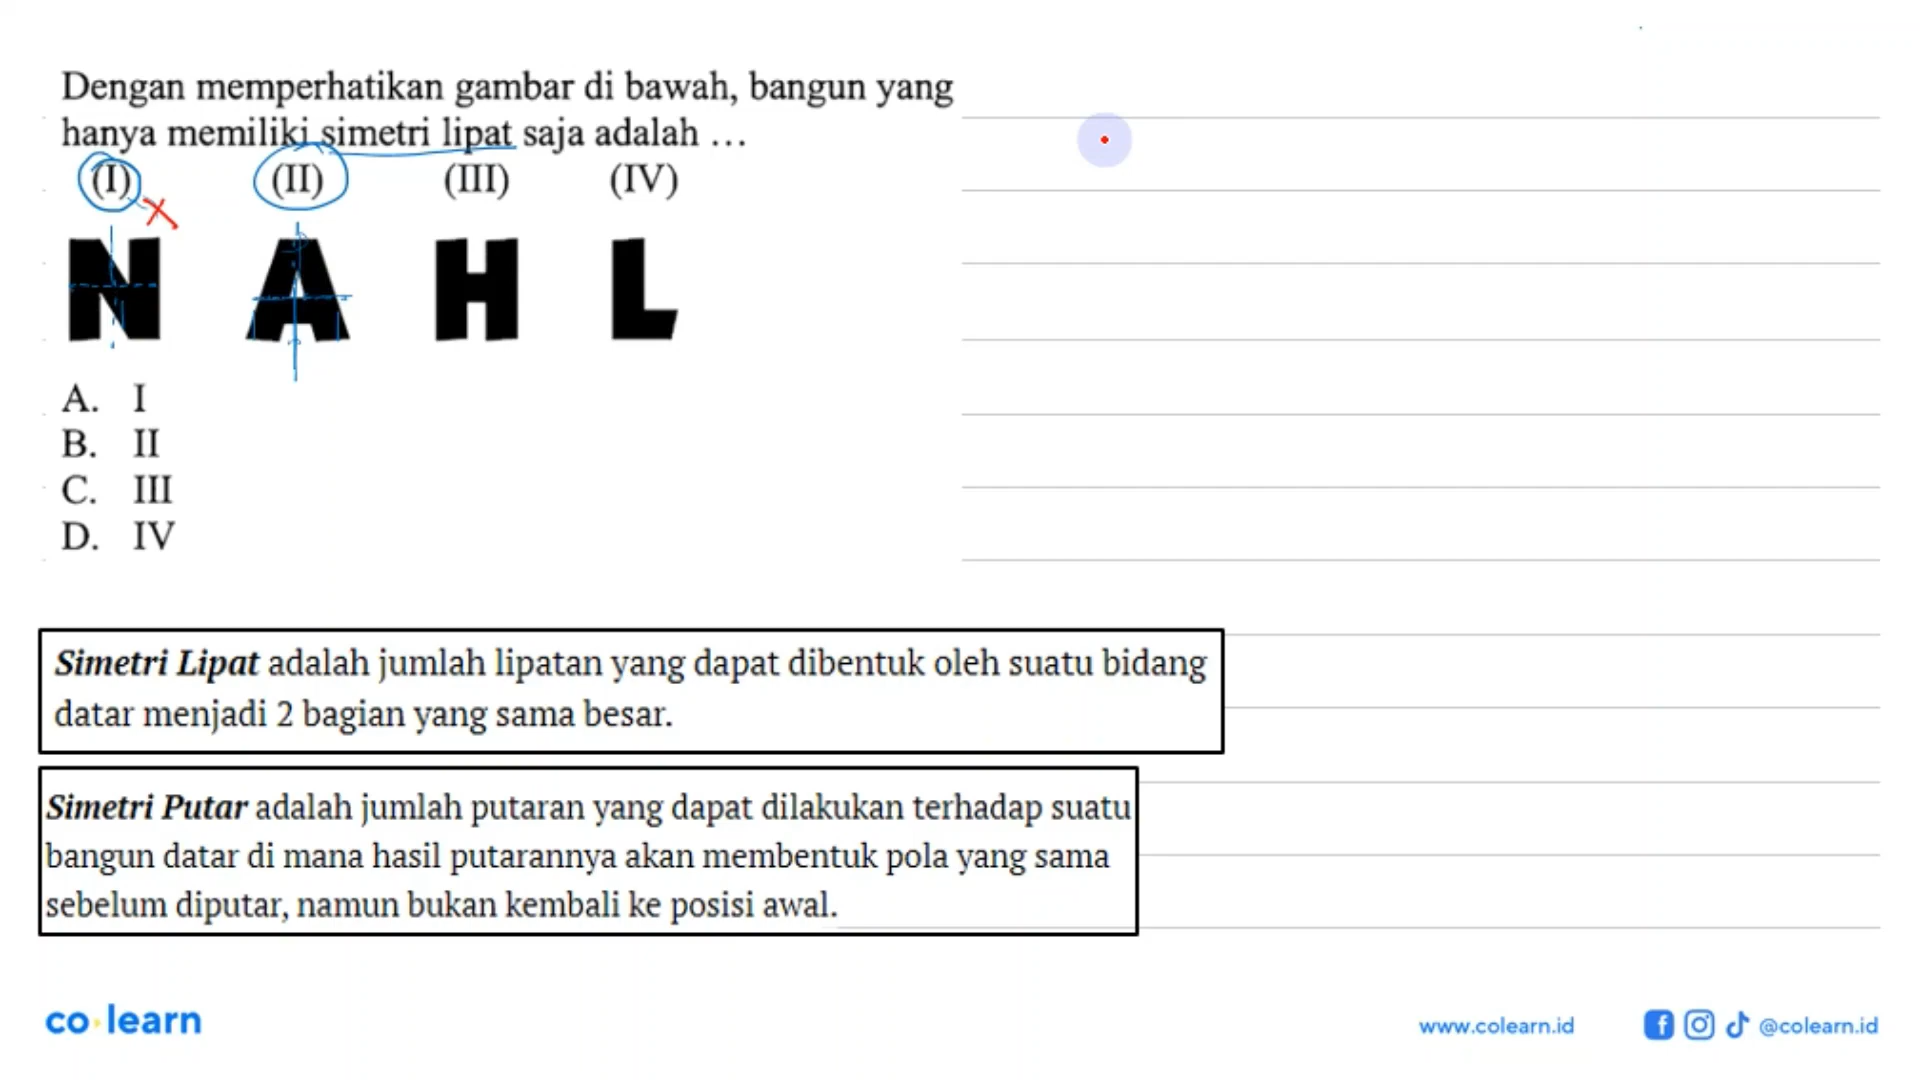 Dengan memperhatikan gambar di bawah, bangun yang
hanya memiliki simetri lipat saja adalah ...
(I) (II) (III) (IV)
N A H L
A. I
B. II
C. III
D. IV
Simetri Lipat adalah jumlah lipatan yang dapat dibentuk oleh suatu bidang
datar menjadi 2 bagian yang sama besar.
Simetri Putar adalah jumlah putaran yang dapat dilakukan terhadap suatu
bangun datar di mana hasil putarannya akan membentuk pola yang sama
sebelum diputar, namun bukan kembali ke posisi awal.
co learn
www.colearn.id @colearn.id